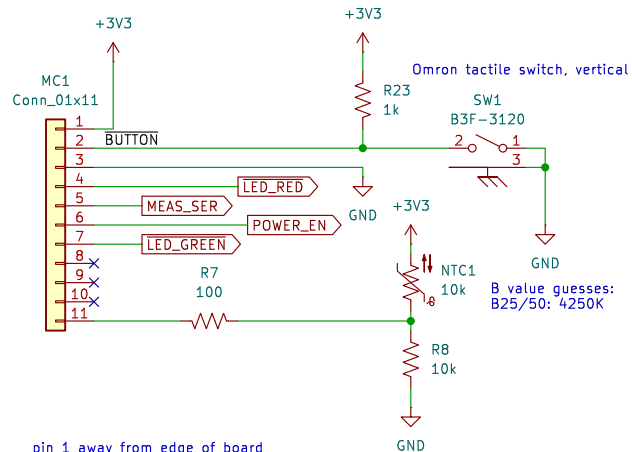 +3V3
+3V3
Omron tactile switch, vertical
MC1
Conn_01x11
R23
1k
SW1
B3F-3120
1
2
BUTTON
2
1
3
3
4
LED_RED
5
MEAS_SER
GND
+3V3
6
POWER_EN
7
LED_GREEN
GND
8
R7
100
NTC1
10k
B value guesses:
B25/50: 4250K
9
10
11
R8
10k
GND
pin 1 away from edge of board